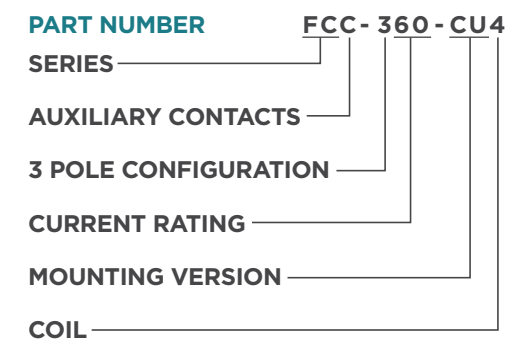 PART NUMBER FCC-360-CU4
SERIES
AUXILIARY CONTACTS
3 POLE CONFIGURATION
CURRENT RATING
MOUNTING VERSION
COIL